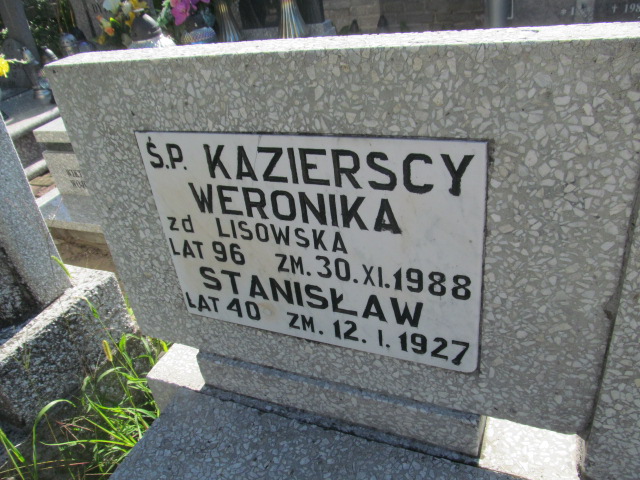 Ś.P. KAZIERSCY
WERONIKA
zd LISOWSKA
LAT 96 ZM. 30. XI. 1988
STANISŁAW
LAT 40 ZM. 12. I. 1927